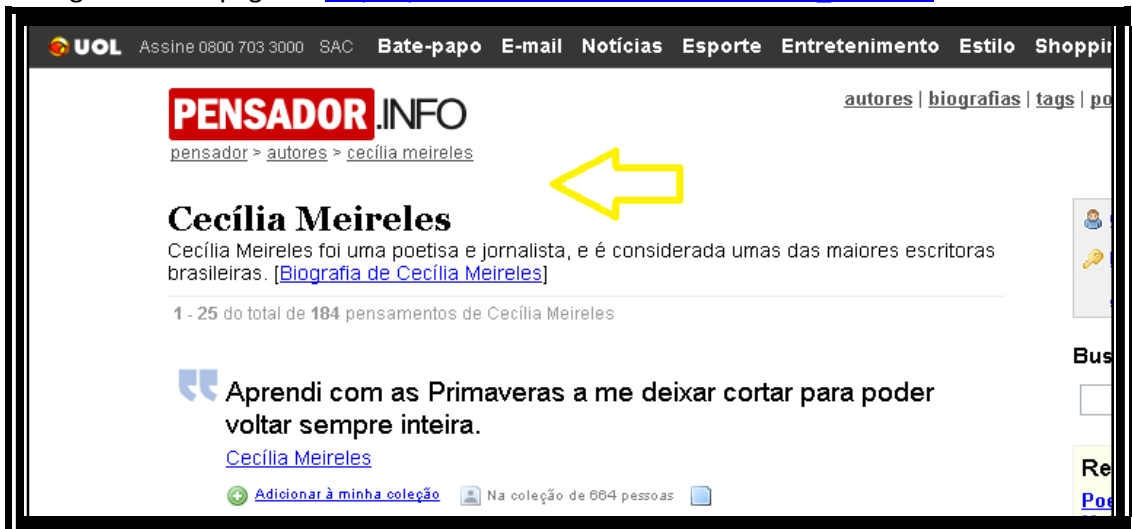 UOL Assine 0800 703 3000 SAC Bate-papo E-mail Notícias Esporte Entretenimento Estilo
PENSADOR.INFO
autores | biografias | tags |
pensador > autores > cecília meireles
Cecília Meireles
Cecília Meireles foi uma poetisa e jornalista, e é considerada umas das maiores escritoras
brasileiras. [Biografia de Cecília Meireles]
1 - 25 do total de 184 pensamentos de Cecília Meireles
Aprendi com as Primaveras a me deixar cortar para poder
voltar sempre inteira.
Cecília Meireles
Adicionar à minha coleção Na coleção de 664 pessoas